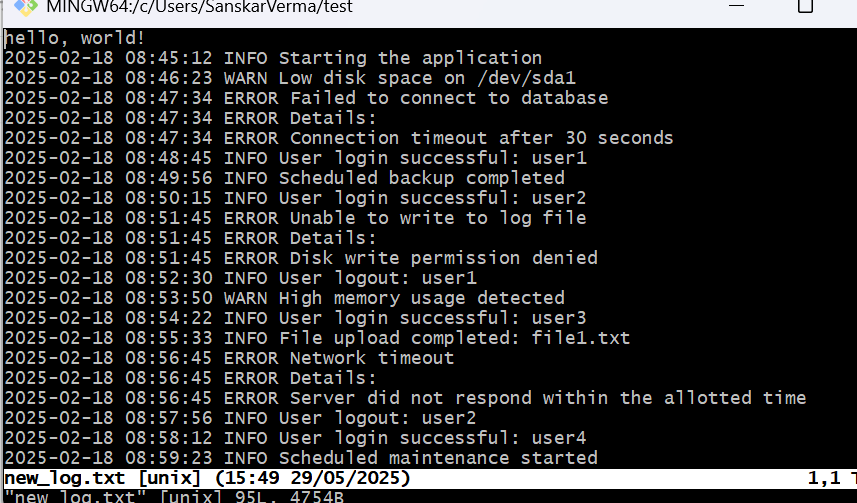 MINGW64:/c/Users/SanskarVerma/test
hello, world!
2025-02-18 08:45:12 INFO Starting the application
2025-02-18 08:46:23 WARN Low disk space on /dev/sda1
2025-02-18 08:47:34 ERROR Failed to connect to database
2025-02-18 08:47:34 ERROR Details:
2025-02-18 08:47:34 ERROR Connection timeout after 30 seconds
2025-02-18 08:48:45 INFO User login successful: user1
2025-02-18 08:49:56 INFO Scheduled backup completed
2025-02-18 08:50:15 INFO User login successful: user2
2025-02-18 08:51:45 ERROR Unable to write to log file
2025-02-18 08:51:45 ERROR Details:
2025-02-18 08:51:45 ERROR Disk write permission denied
2025-02-18 08:52:30 INFO User logout: user1
2025-02-18 08:53:50 WARN High memory usage detected
2025-02-18 08:54:22 INFO User login successful: user3
2025-02-18 08:55:33 INFO File upload completed: file1.txt
2025-02-18 08:56:45 ERROR Network timeout
2025-02-18 08:56:45 ERROR Details:
2025-02-18 08:56:45 ERROR Server did not respond within the allotted time
2025-02-18 08:57:56 INFO User logout: user2
2025-02-18 08:58:12 INFO User login successful: user4
2025-02-18 08:59:23 INFO Scheduled maintenance started
new_log.txt [unix] (15:49 29/05/2025) 1,1 T
"new_log.txt" [unix] 95L, 4754B